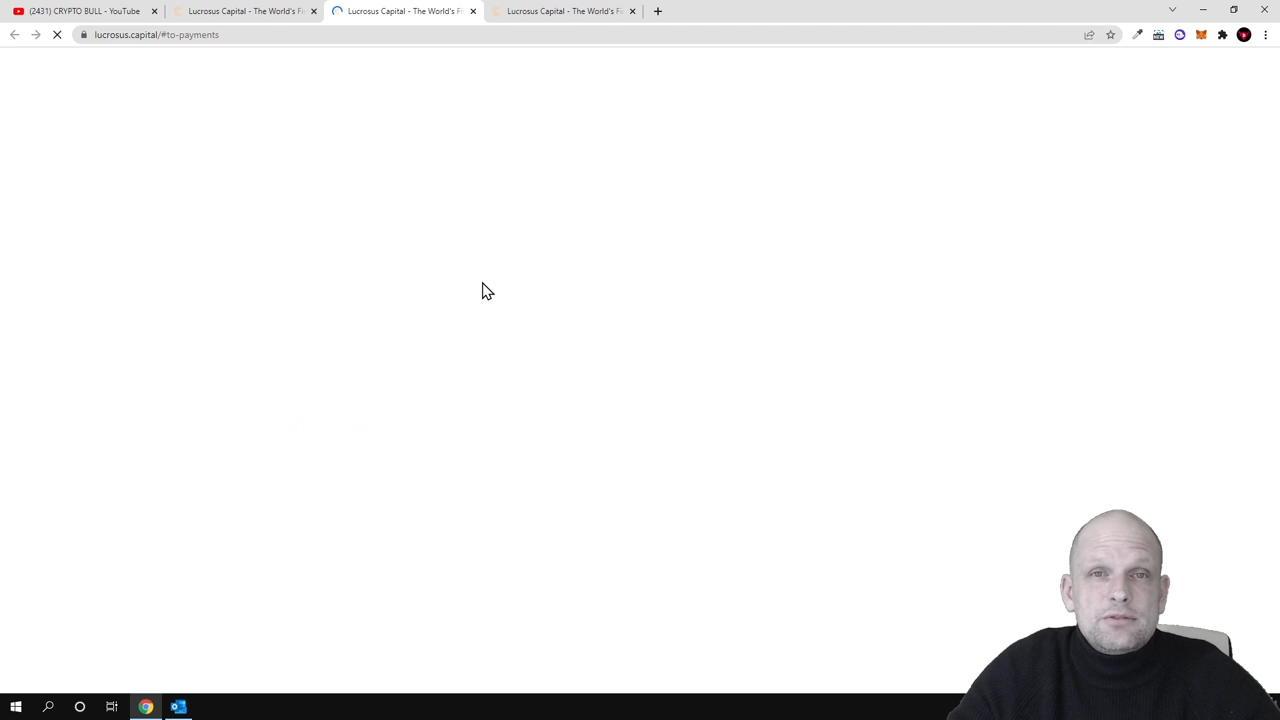 (2431) CRYPTO BULL - YouTube
Lucrosus Capital - The World's Fi
Lucrosus Capital - The World's Fi
Lucrosus Capital - The World's Fi
lucrosus.capital/#to-payments